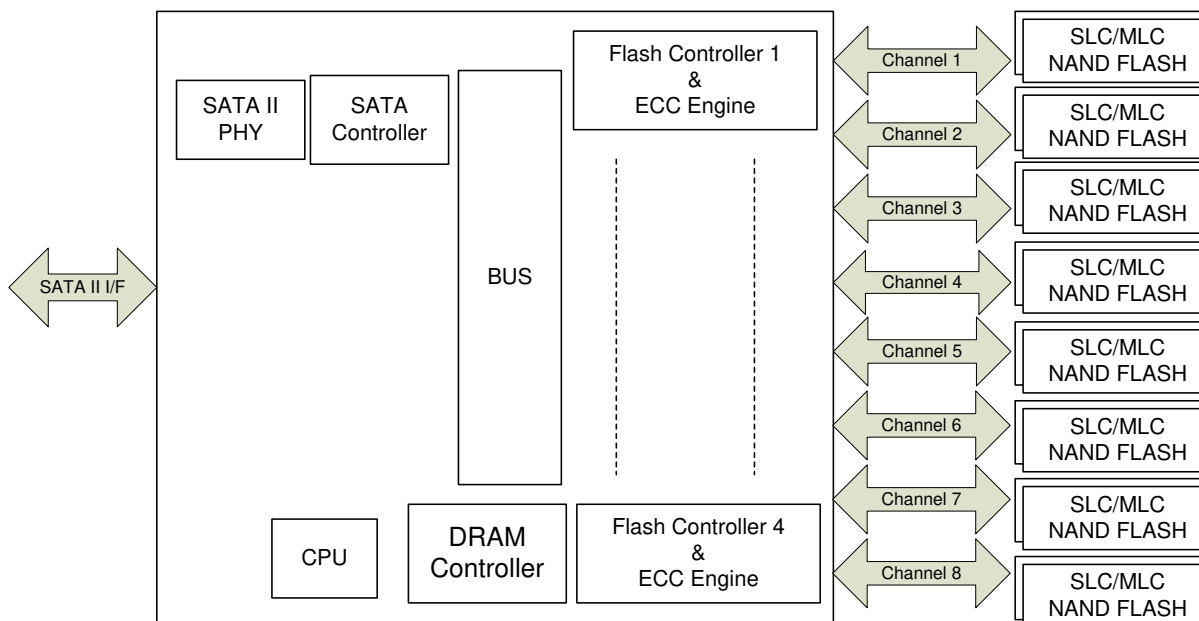 SATA II I/F
SATA II
PHY
SATA
Controller
BUS
CPU
DRAM
Controller
Flash Controller 1
&
ECC Engine
Flash Controller 4
&
ECC Engine
Channel 1
Channel 2
Channel 3
Channel 4
Channel 5
Channel 6
Channel 7
Channel 8
SLC/MLC
NAND FLASH
SLC/MLC
NAND FLASH
SLC/MLC
NAND FLASH
SLC/MLC
NAND FLASH
SLC/MLC
NAND FLASH
SLC/MLC
NAND FLASH
SLC/MLC
NAND FLASH
SLC/MLC
NAND FLASH